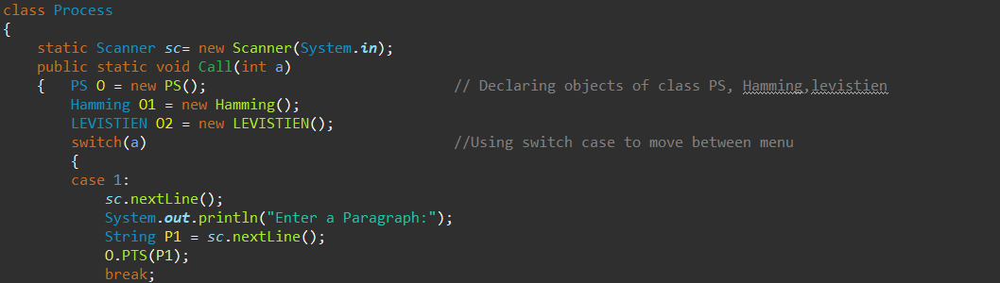 class Process
{
    static Scanner sc= new Scanner(System.in);
    public static void Call(int a)
    {   PS O = new PS();                             // Declaring objects of class PS, Hamming,levistien
        Hamming O1 = new Hamming();
        LEVISTIEN O2 = new LEVISTIEN();
        switch(a)                                    //Using switch case to move between menu
        {
        case 1:
            sc.nextLine();
            System.out.println("Enter a Paragraph:");
            String P1 = sc.nextLine();
            O.PTS(P1);
            break;